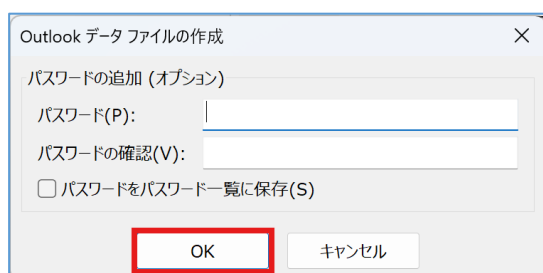 Outlook データ ファイルの作成
パスワードの追加 (オプション)
パスワード(P):
パスワードの確認(V):
パスワードをパスワード一覧に保存(S)
OK キャンセル